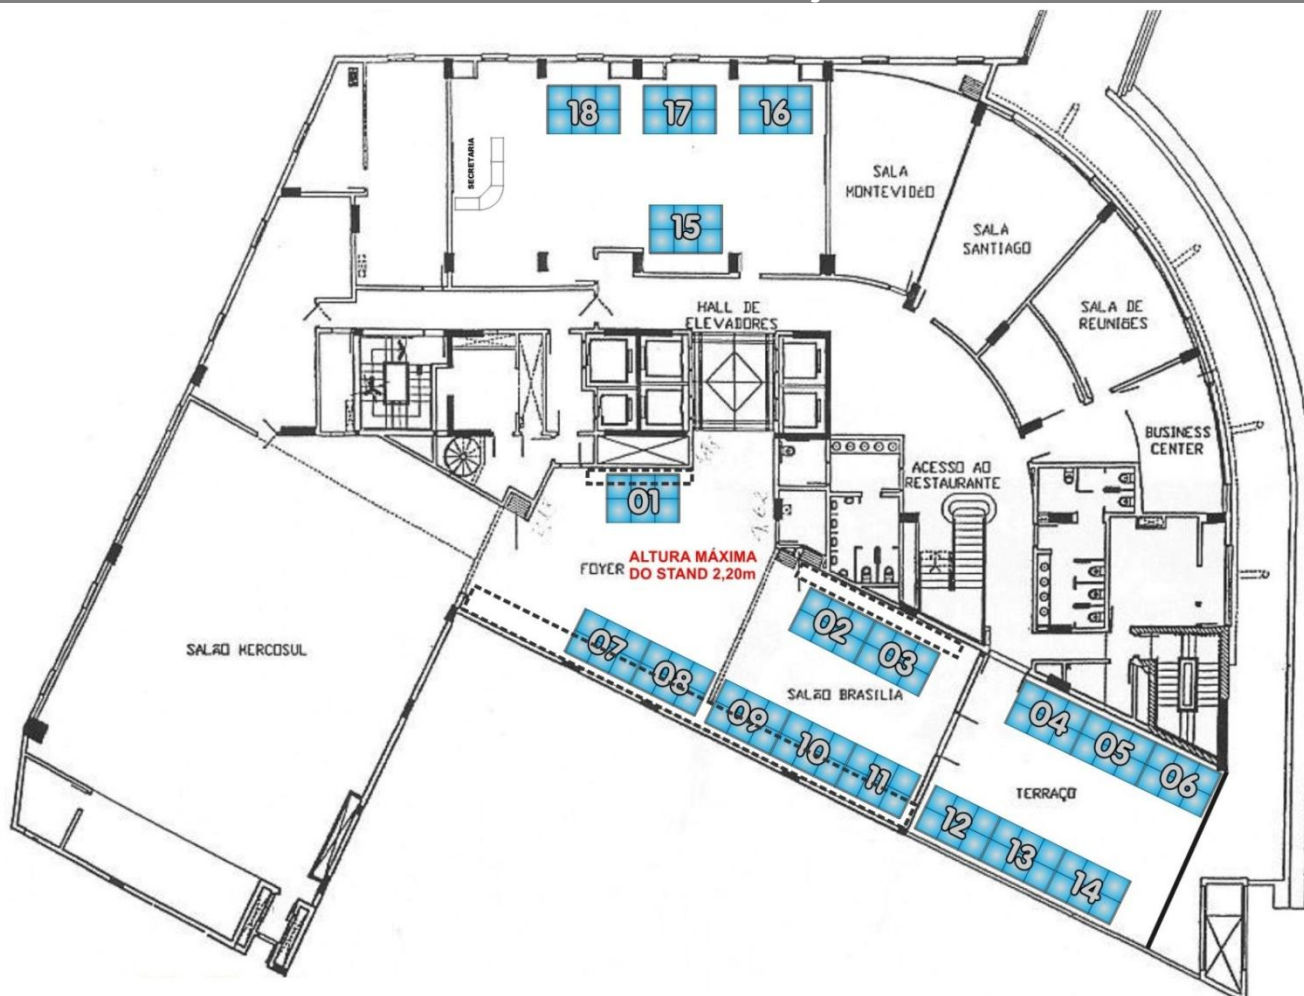 18
17
16
SECRETARIA
15
SALA
MONTEVIDéO
SALA
SANTIAGO
SALA DE
REUNIõES
HALL DE
ELEVADORES
BUSINESS
CENTER
ACESSO AO
RESTAURANTE
01
FOYER
ALTURA MÁXIMA
DO STAND 2,20m
SALãO MERCOSUL
02
03
07
08
SALãO BRASILIA
09
10
11
04
05
06
TERRAÇO
12
13
14